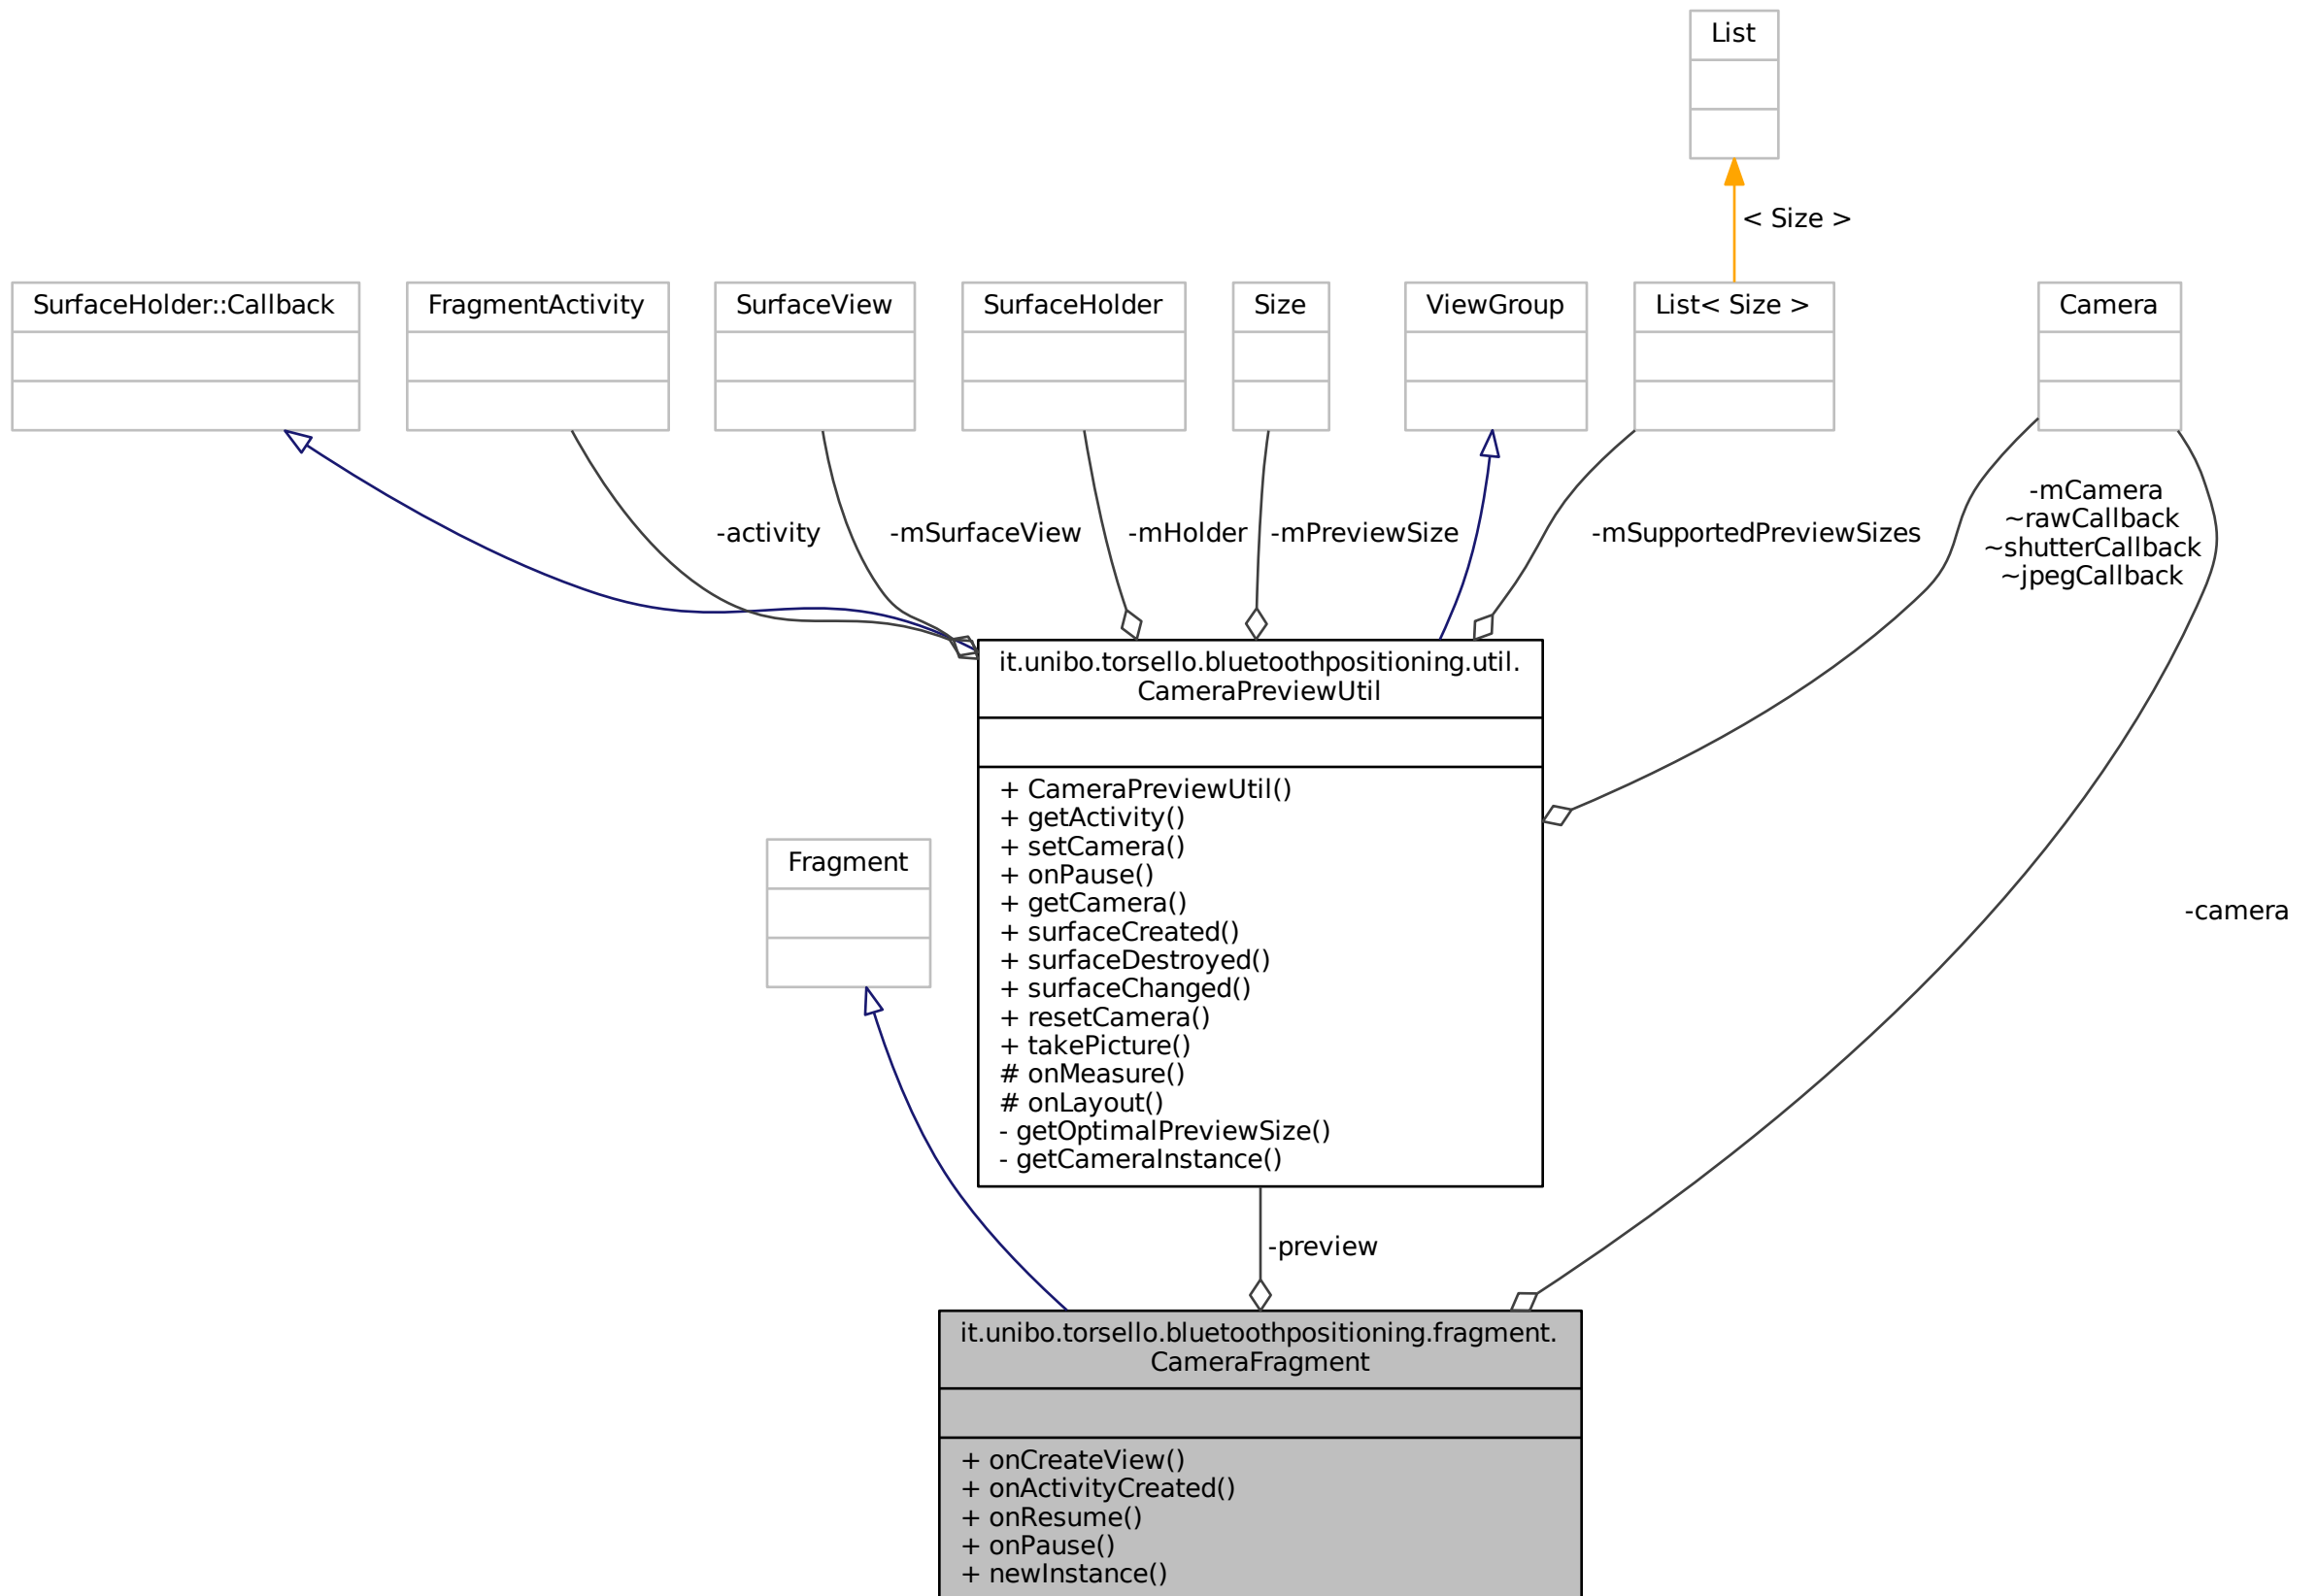 List
< Size >
SurfaceHolder::Callback
FragmentActivity
SurfaceView
SurfaceHolder
Size
ViewGroup
List< Size >
Camera
-activity
-mSurfaceView
-mHolder
-mPreviewSize
-mSupportedPreviewSizes
-mCamera
~rawCallback
~shutterCallback
~jpegCallback
it.unibo.torsello.bluetoothpositioning.util.
CameraPreviewUtil
+ CameraPreviewUtil()
+ getActivity()
+ setCamera()
+ onPause()
+ getCamera()
+ surfaceCreated()
+ surfaceDestroyed()
+ surfaceChanged()
+ resetCamera()
+ takePicture()
# onMeasure()
# onLayout()
- getOptimalPreviewSize()
- getCameraInstance()
Fragment
-camera
-preview
it.unibo.torsello.bluetoothpositioning.fragment.
CameraFragment
+ onCreateView()
+ onActivityCreated()
+ onResume()
+ onPause()
+ newInstance()